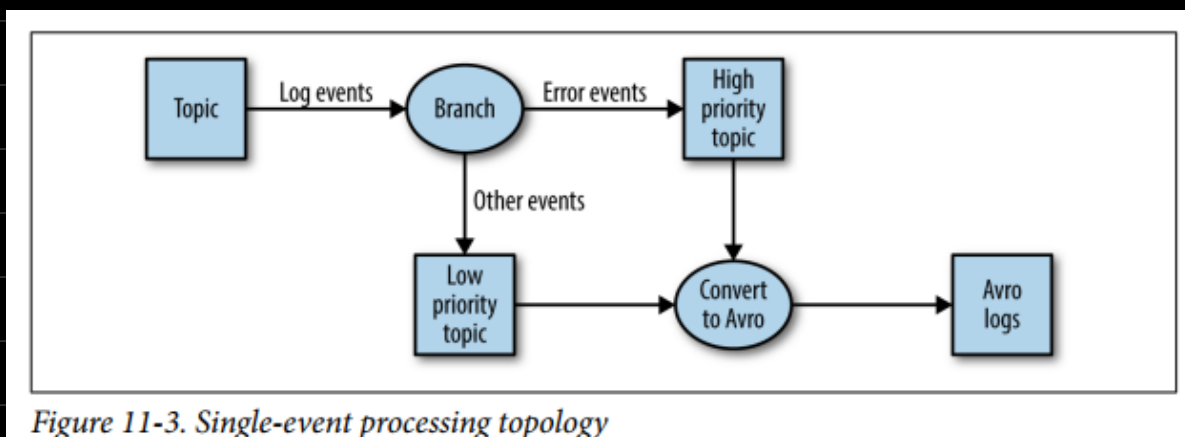 Topic
Log events
Branch
Error events
High
priority
topic
Other events
Low
priority
topic
Convert
to Avro
Avro
logs
Figure 11-3. Single-event processing topology